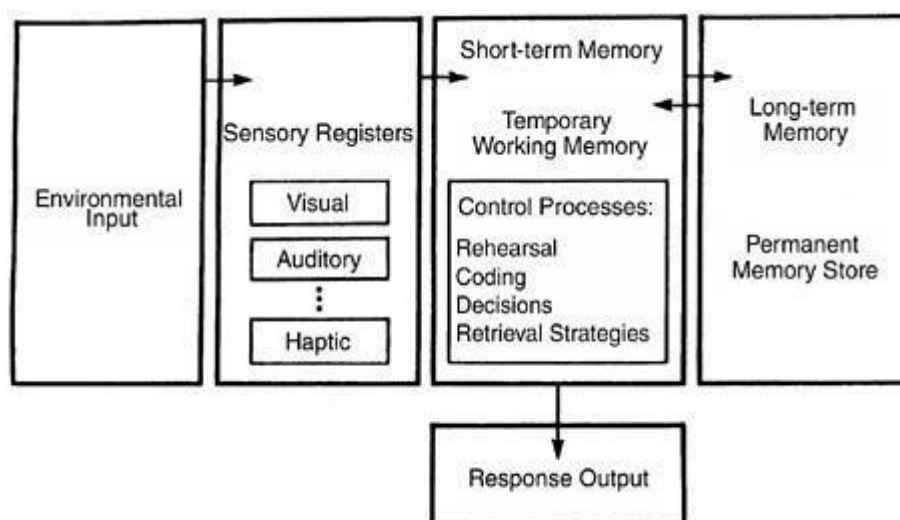 Environmental
Input
Sensory Registers
Visual
Auditory
Haptic
Short-term Memory
Temporary
Working Memory
Control Processes:
Rehearsal
Coding
Decisions
Retrieval Strategies
Long-term
Memory
Permanent
Memory Store
Response Output